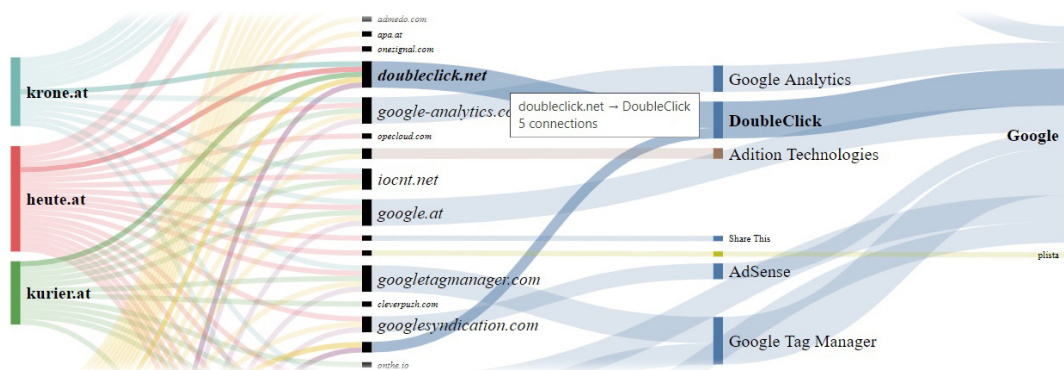 admedo.com
apa.at
onesignal.com
krone.at
doubleclick.net
Google Analytics
google-analytics.co
doubleclick.net → DoubleClick
5 connections
DoubleClick
opecloud.com
Google
Adition Technologies
iocnt.net
heute.at
google.at
Share This
plista
AdSense
googletagmanager.com
kurier.at
cleverpush.com
googlesyndication.com
Google Tag Manager
onthe.io